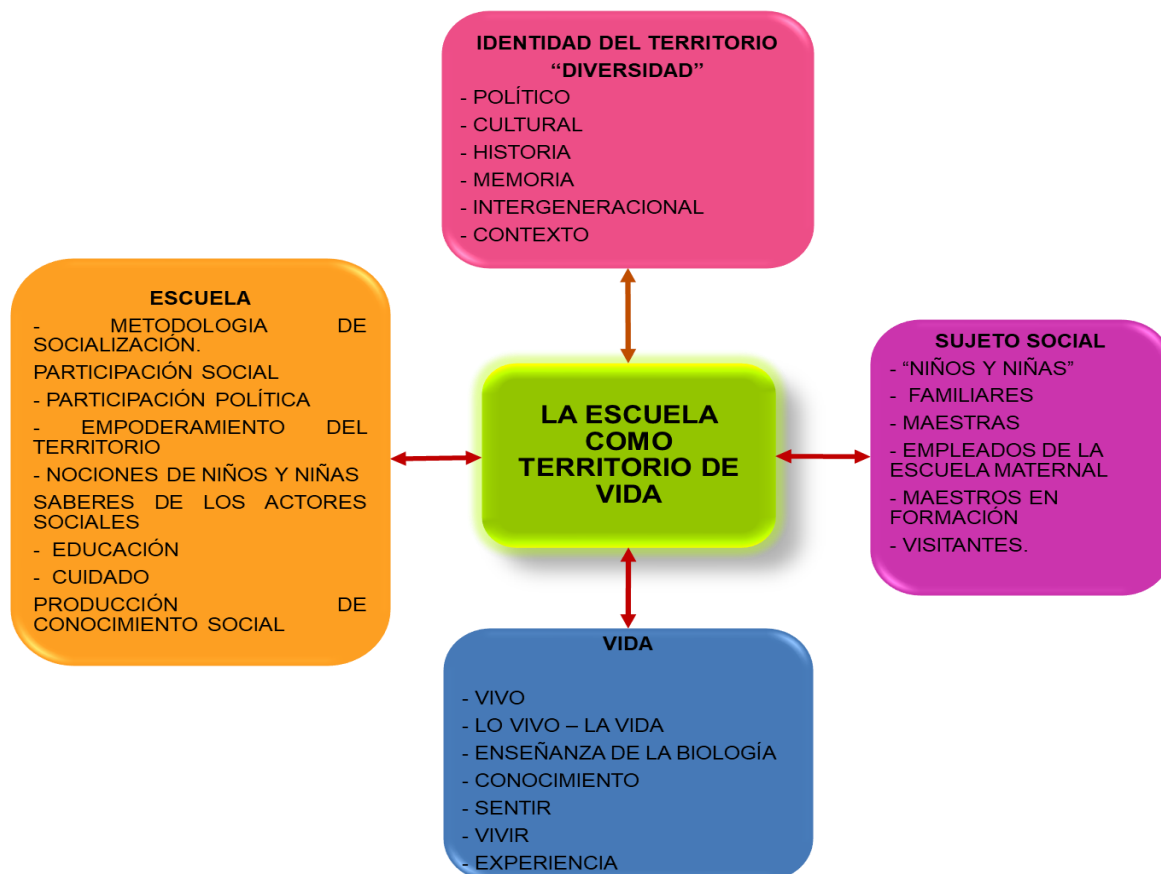 IDENTIDAD DEL TERRITORIO
“DIVERSIDAD”
- POLÍTICO
- CULTURAL
- HISTORIA
- MEMORIA
- INTERGENERACIONAL
- CONTEXTO
ESCUELA
- METODOLOGIA DE
SOCIALIZACIÓN.
PARTICIPACIÓN SOCIAL
- PARTICIPACIÓN POLÍTICA
- EMPODERAMIENTO DEL
TERRITORIO
- NOCIONES DE NIÑOS Y NIÑAS
SABERES DE LOS ACTORES
SOCIALES
- EDUCACIÓN
- CUIDADO
PRODUCCIÓN DE
CONOCIMIENTO SOCIAL
LA ESCUELA
COMO
TERRITORIO DE
VIDA
SUJETO SOCIAL
- “NIÑOS Y NIÑAS”
- FAMILIARES
- MAESTRAS
- EMPLEADOS DE LA
ESCUELA MATERNAL
- MAESTROS EN
FORMACIÓN
- VISITANTES.
VIDA
- VIVO
- LO VIVO – LA VIDA
- ENSEÑANZA DE LA BIOLOGÍA
- CONOCIMIENTO
- SENTIR
- VIVIR
- EXPERIENCIA